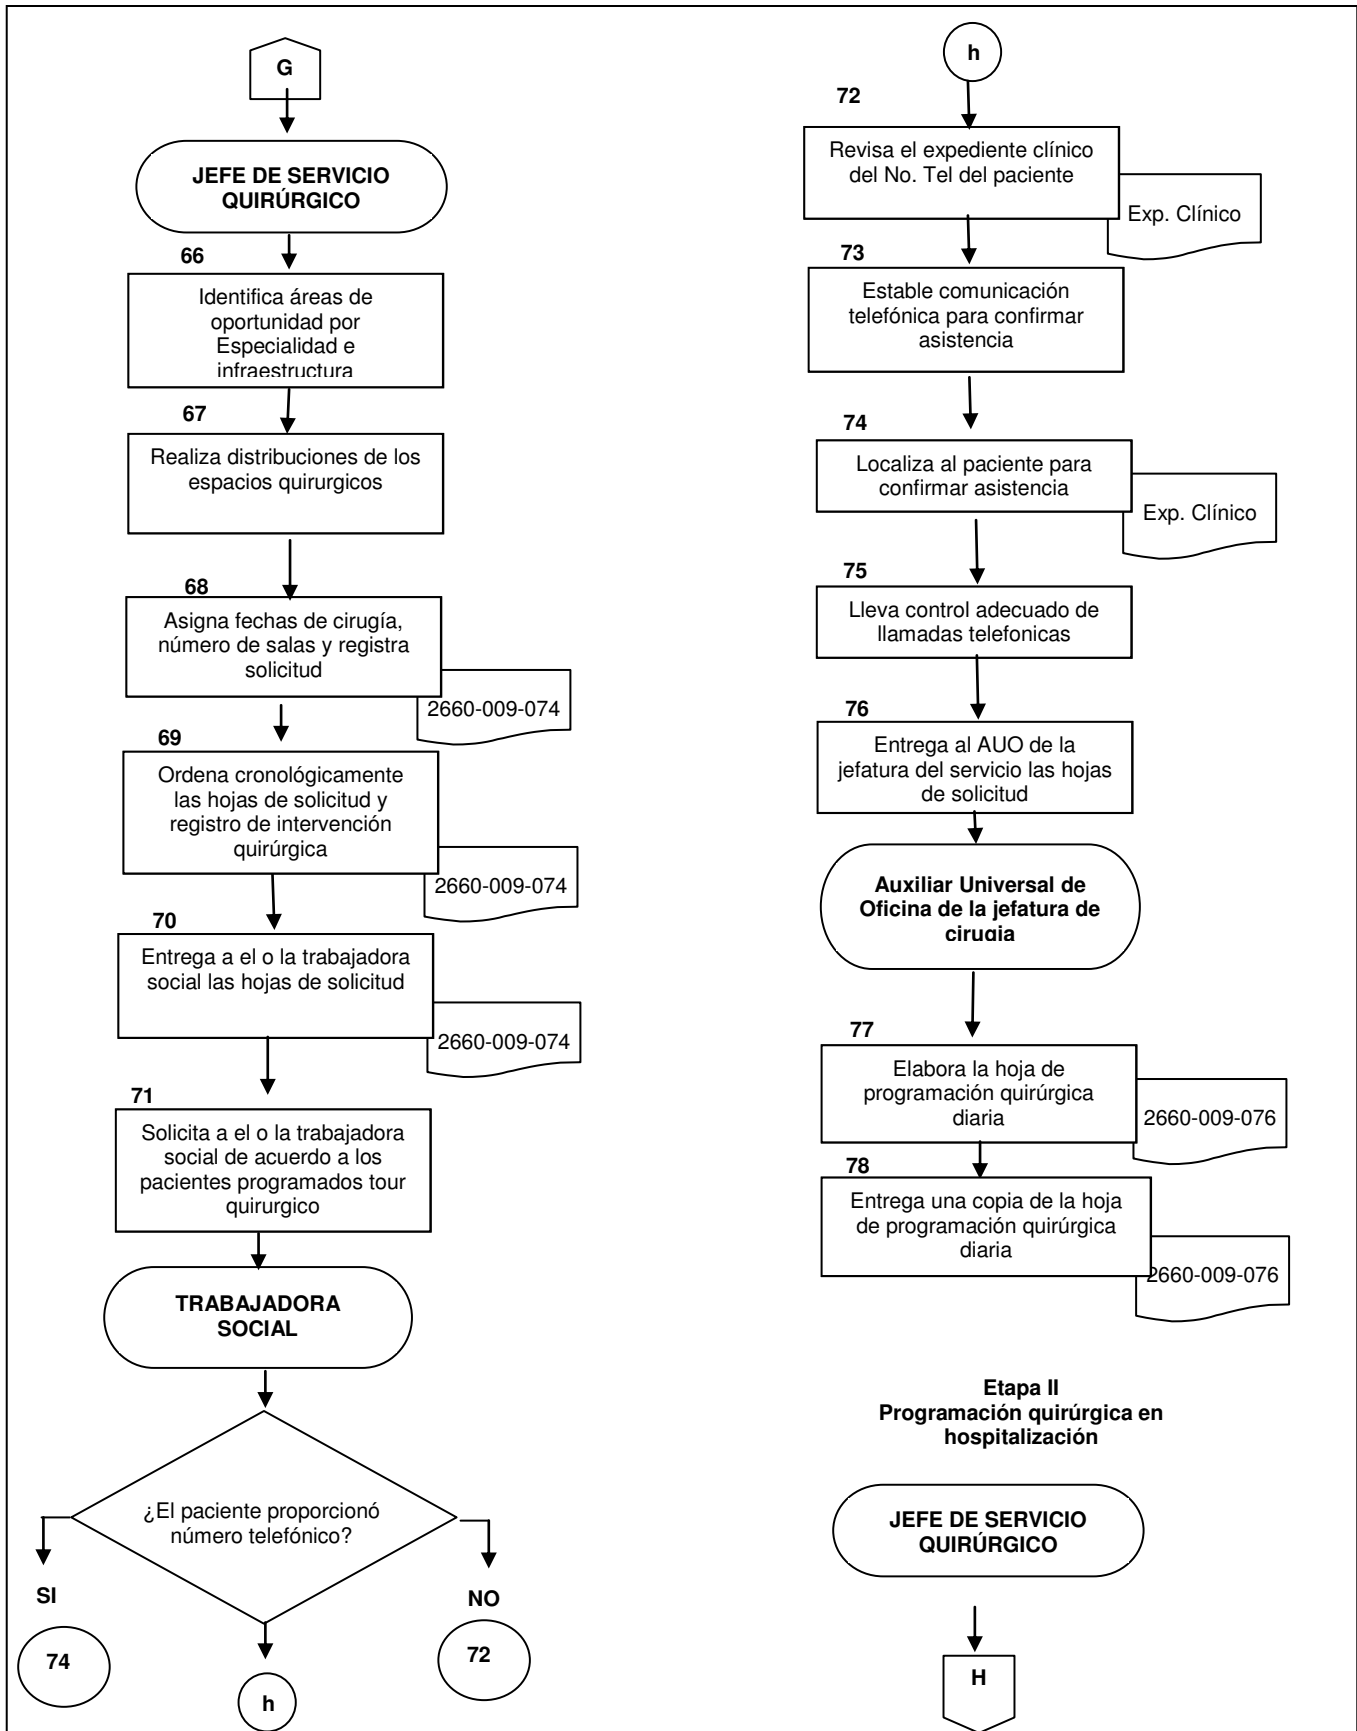 G
JEFE DE SERVICIO
QUIRÚRGICO
66
Identifica áreas de
oportunidad por
Especialidad e
infraestructura
67
Realiza distribuciones de los
espacios quirurgicos
68
Asigna fechas de cirugía,
número de salas y registra
solicitud
2660-009-074
69
Ordena cronológicamente
las hojas de solicitud y
registro de intervención
quirúrgica
2660-009-074
70
Entrega a el o la trabajadora
social las hojas de solicitud
2660-009-074
71
Solicita a el o la trabajadora
social de acuerdo a los
pacientes programados tour
quirurgico
TRABAJADORA
SOCIAL
¿El paciente proporcionó
número telefónico?
SI
NO
74
72
h
h
72
Revisa el expediente clínico
del No. Tel del paciente
Exp. Clínico
73
Estable comunicación
telefónica para confirmar
asistencia
74
Localiza al paciente para
confirmar asistencia
Exp. Clínico
75
Lleva control adecuado de
llamadas telefonicas
76
Entrega al AUO de la
jefatura del servicio las hojas
de solicitud
Auxiliar Universal de
Oficina de la jefatura de
cirugia
77
Elabora la hoja de
programación quirúrgica
diaria
2660-009-076
78
Entrega una copia de la hoja
de programación quirúrgica
diaria
2660-009-076
Etapa II
Programación quirúrgica en
hospitalización
JEFE DE SERVICIO
QUIRÚRGICO
H